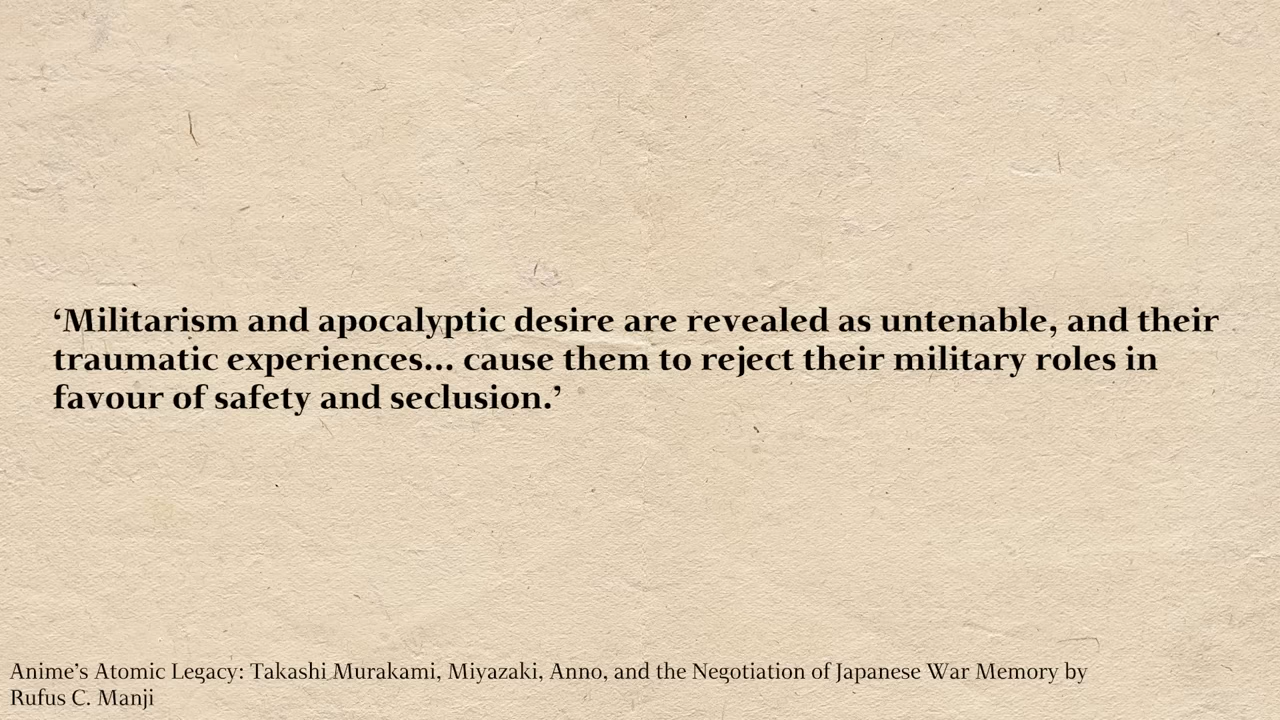 ‘Militarism and apocalyptic desire are revealed as untenable, and their
traumatic experiences... cause them to reject their military roles in
favour of safety and seclusion.’
Anime’s Atomic Legacy: Takashi Murakami, Miyazaki, Anno, and the Negotiation of Japanese War Memory by
Rufus C. Manji